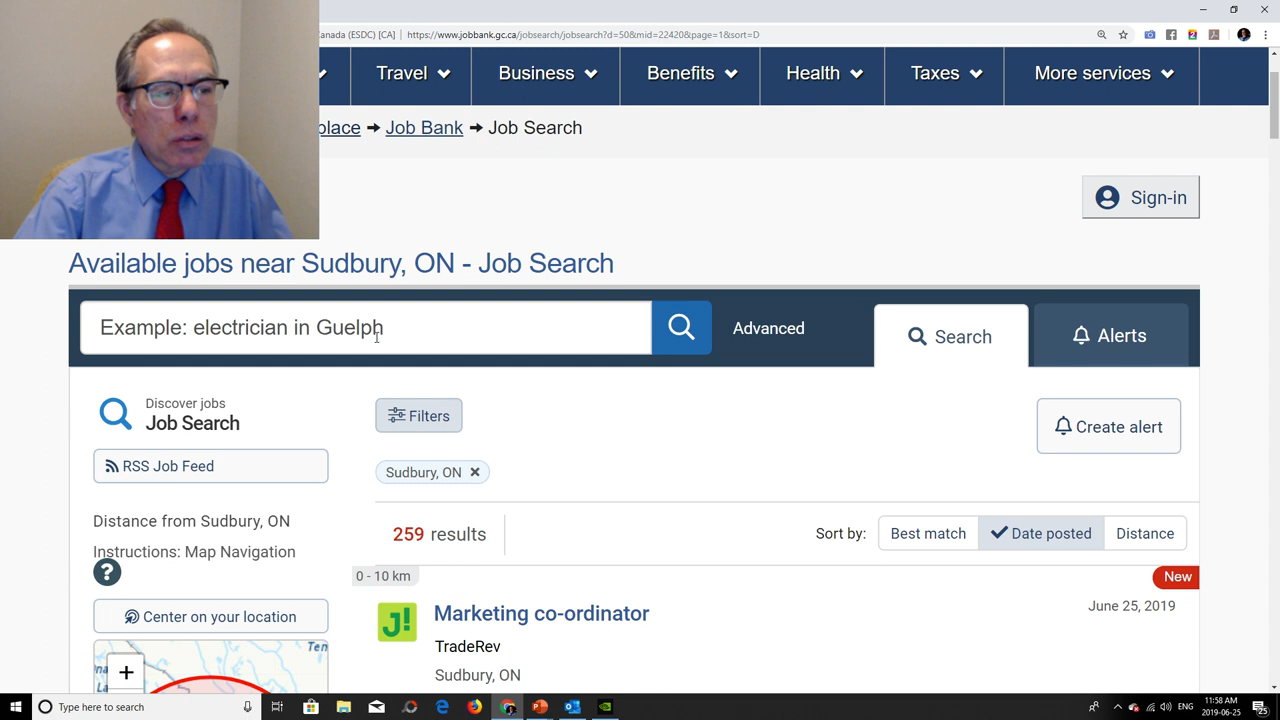 anada (ESDC) [CA]
https://www.jobbank.gc.ca/jobsearch/jobsearch?d=50&mid=22420&page=1&sort=D
Travel
Business
Benefits
Health
Taxes
More services
place → Job Bank → Job Search
Sign-in
Available jobs near Sudbury, ON - Job Search
Example: electrician in Guelph
Advanced
Search
Alerts
Discover jobs
Job Search
RSS Job Feed
Distance from Sudbury, ON
Instructions: Map Navigation
?
Center on your location
Ten
+
Filters
Create alert
Sudbury, ON ×
259 results
Sort by:
Best match
Date posted
Distance
0 - 10 km
New
J!
Marketing co-ordinator
June 25, 2019
TradeRev
Sudbury, ON
Type here to search
ENG
11:58 AM
2019-06-25
25